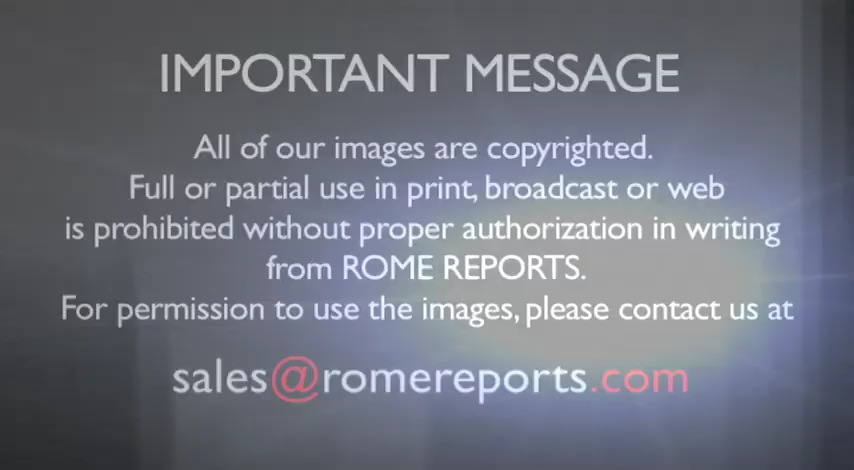 IMPORTANT MESSAGE
All of our images are copyrighted.
Full or partial use in print, broadcast or web
is prohibited without proper authorization in writing
from ROME REPORTS.
For permission to use the images, please contact us at
sales@romereports.com